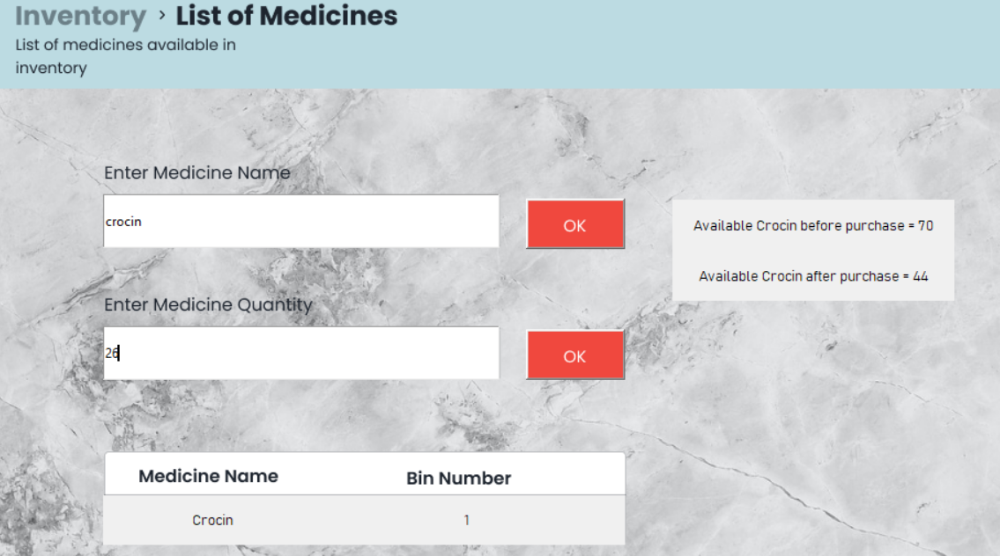 Inventory › List of Medicines
List of medicines available in
inventory
Enter Medicine Name
crocin
OK
Available Crocin before purchase = 70
Available Crocin after purchase = 44
Enter Medicine Quantity
26
OK
Medicine Name Bin Number
Crocin 1